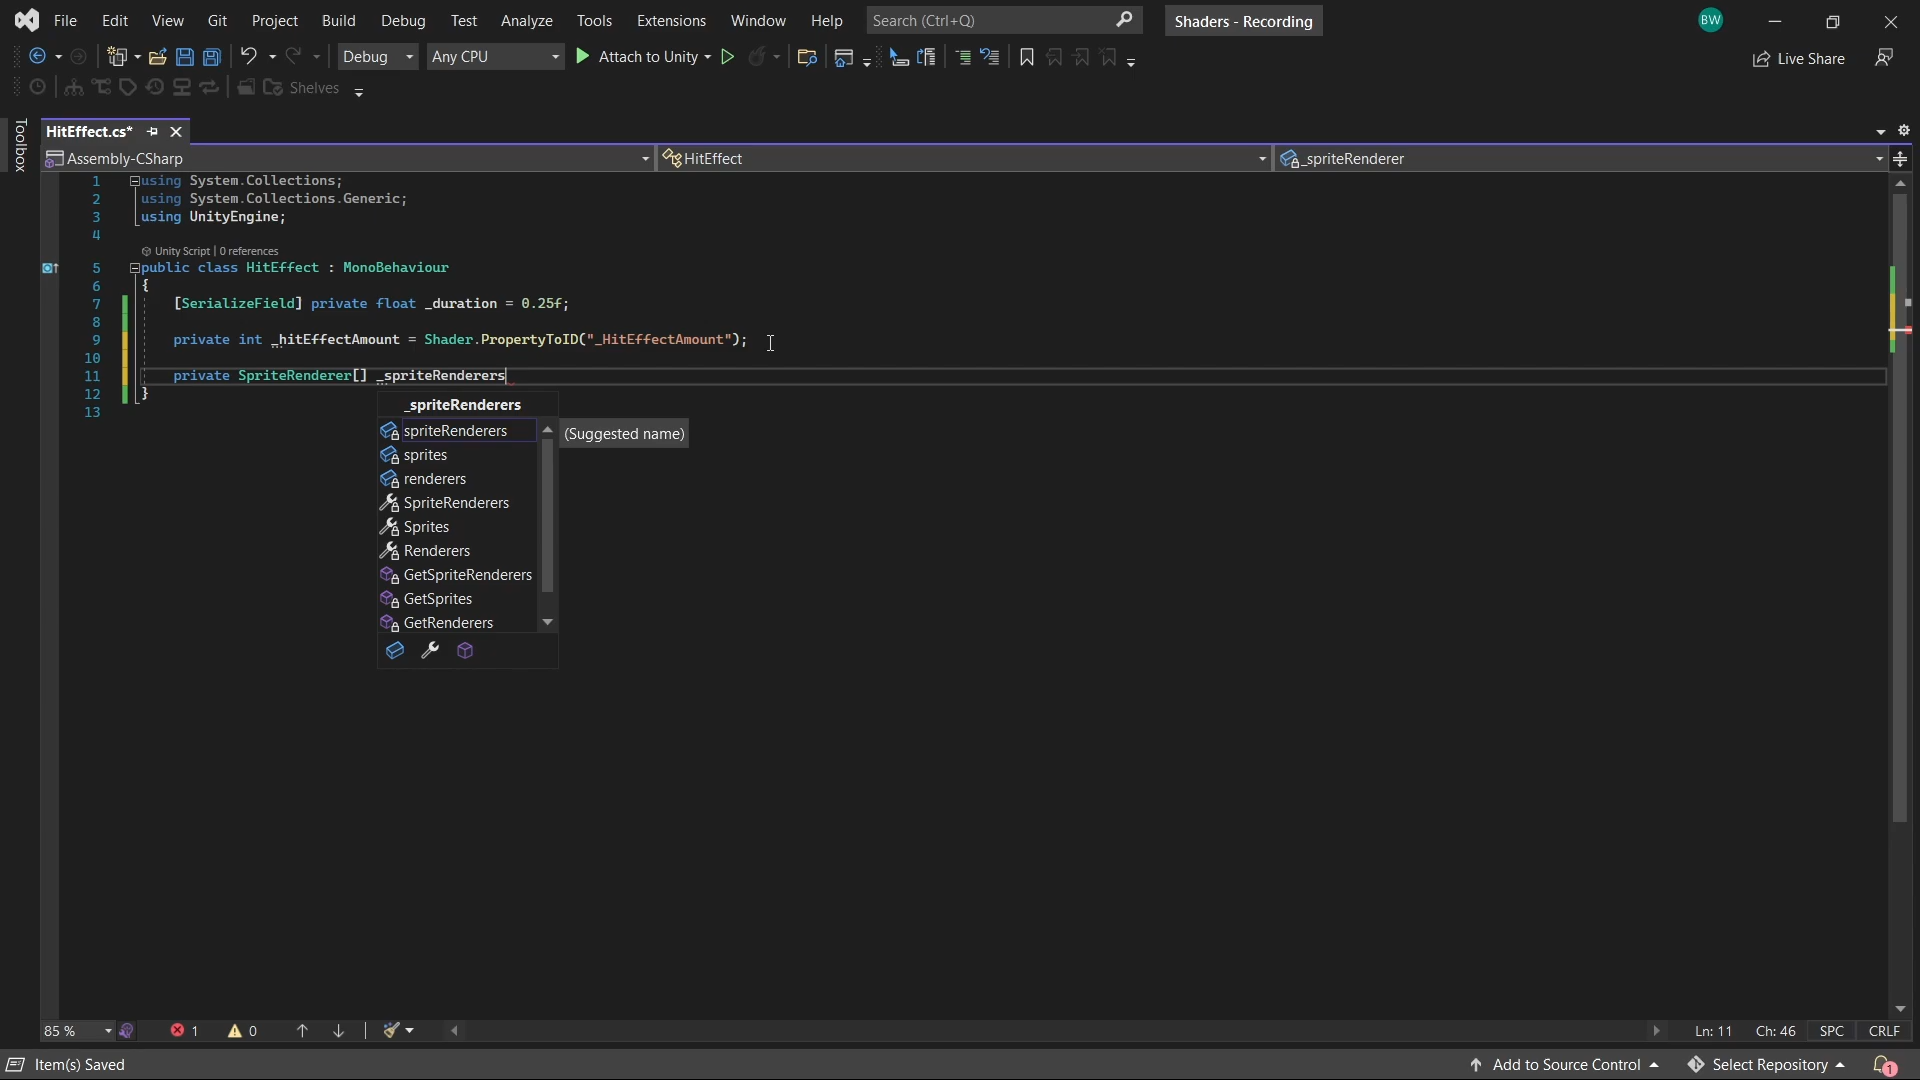 File Edit View Git Project Build Debug Test Analyze Tools Extensions Window Help Search (Ctrl+Q) Shaders - Recording BW
Debug Any CPU Attach to Unity Live Share
Shelves
Toolbox
HitEffect.cs*
Assembly-CSharp HitEffect _spriteRenderer
1 using System.Collections;
2 using System.Collections.Generic;
3 using UnityEngine;
4
Unity Script | 0 references
5 public class HitEffect : MonoBehaviour
6 {
7 [SerializeField] private float _duration = 0.25f;
8
9 private int _hitEffectAmount = Shader.PropertyToID("_HitEffectAmount");
10
11 private SpriteRenderer[] _spriteRenderers
12 }
13
_spriteRenderers
spriteRenderers (Suggested name)
sprites
renderers
SpriteRenderers
Sprites
Renderers
GetSpriteRenderers
GetSprites
GetRenderers
85 % 1 0 Ln: 11 Ch: 46 SPC CRLF
Item(s) Saved Add to Source Control Select Repository 1